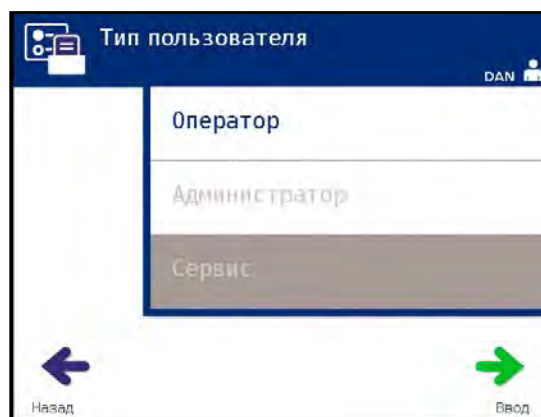 Тип пользователя
DAN
Оператор
Администратор
Сервис
Назад
Ввод